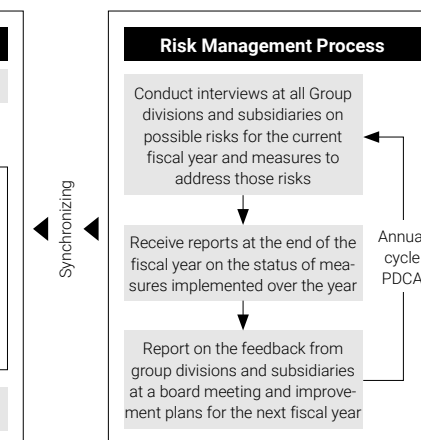 Risk Management Process
Conduct interviews at all Group
divisions and subsidiaries on
possible risks for the current
fiscal year and measures to
address those risks
Synchronizing
Receive reports at the end of the
fiscal year on the status of mea-
sures implemented over the year
Annua
cycle
PDCA
Report on the feedback from
group divisions and subsidiaries
at a board meeting and improve-
ment plans for the next fiscal year